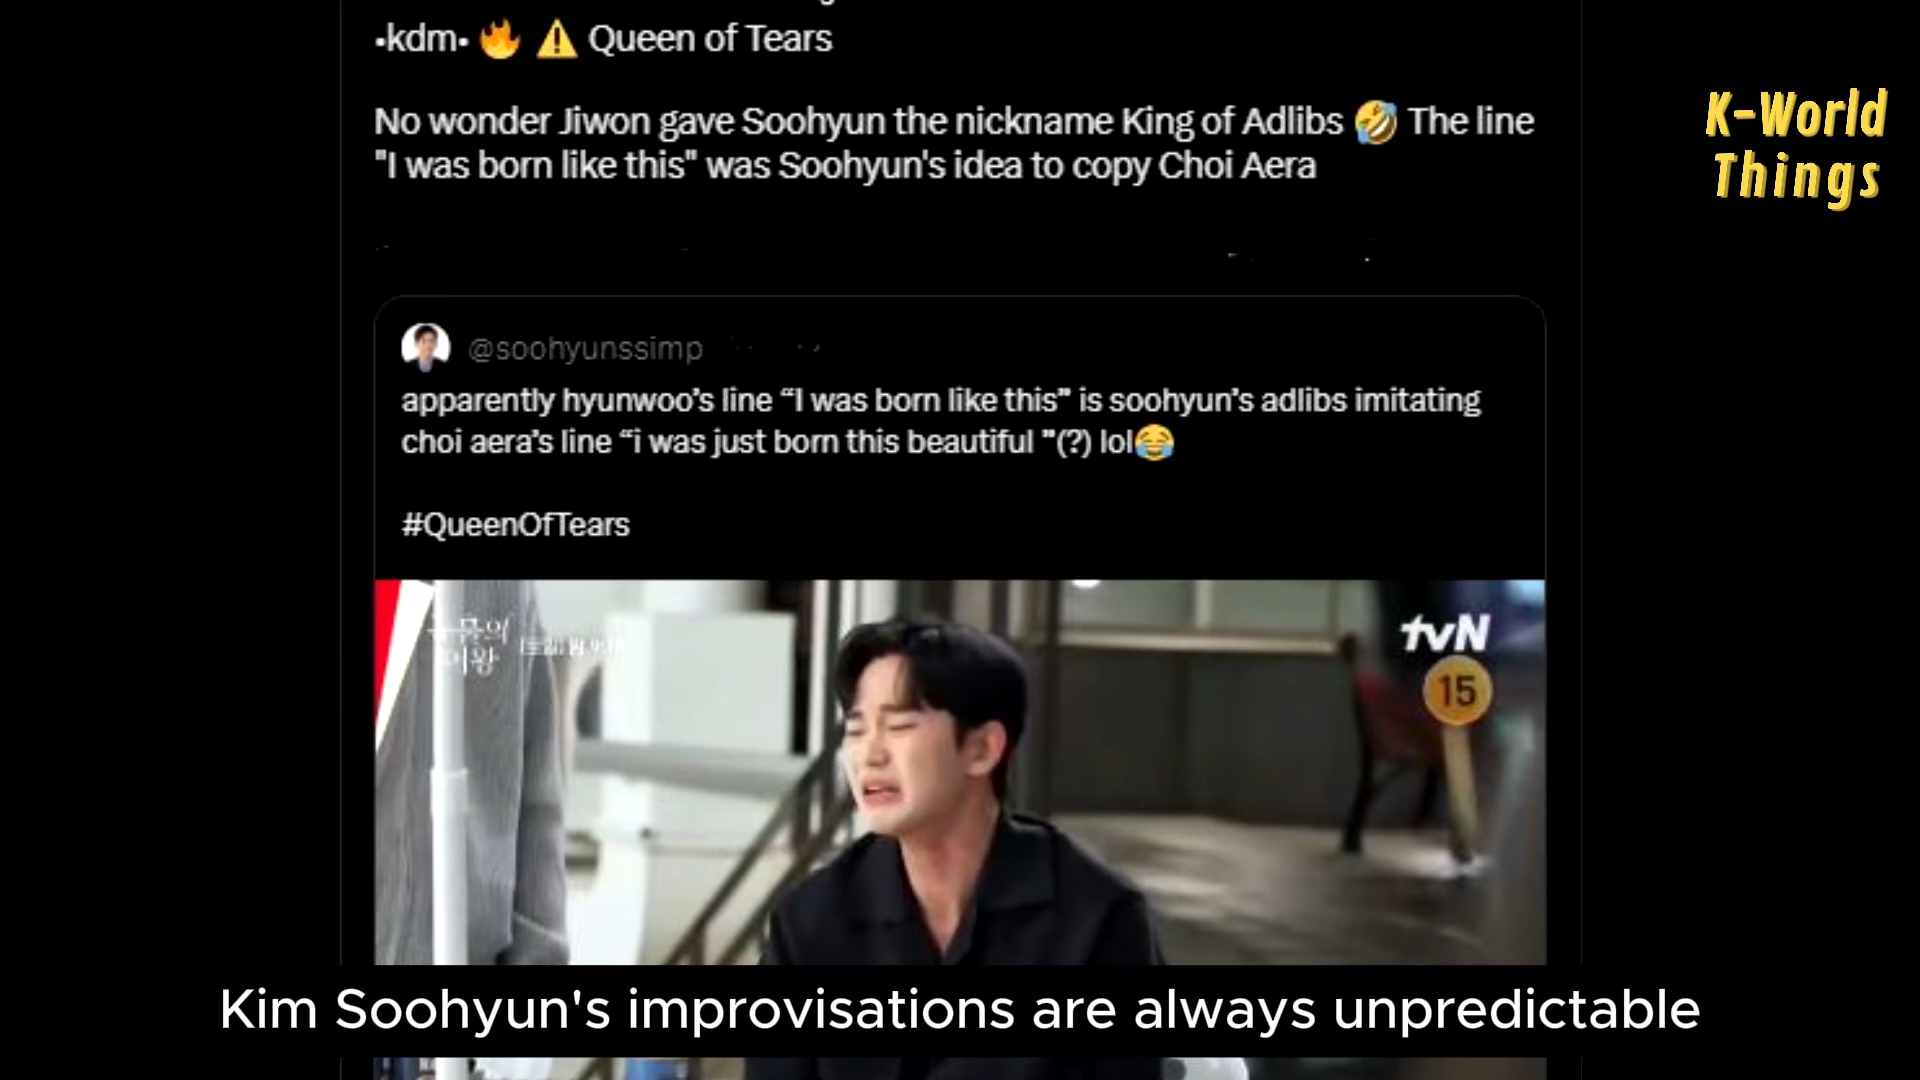 •kdm•🔥 ⚠️ Queen of Tears
K-World
Things
No wonder Jiwon gave Soohyun the nickname King of Adlibs 🤣 The line
"I was born like this" was Soohyun's idea to copy Choi Aera
@soohyunssimp
apparently hyunwoo’s line “I was born like this” is soohyun’s adlibs imitating
choi aera’s line “i was just born this beautiful ”(?) lol😂
#QueenOfTears
tvN
15
Kim Soohyun's improvisations are always unpredictable